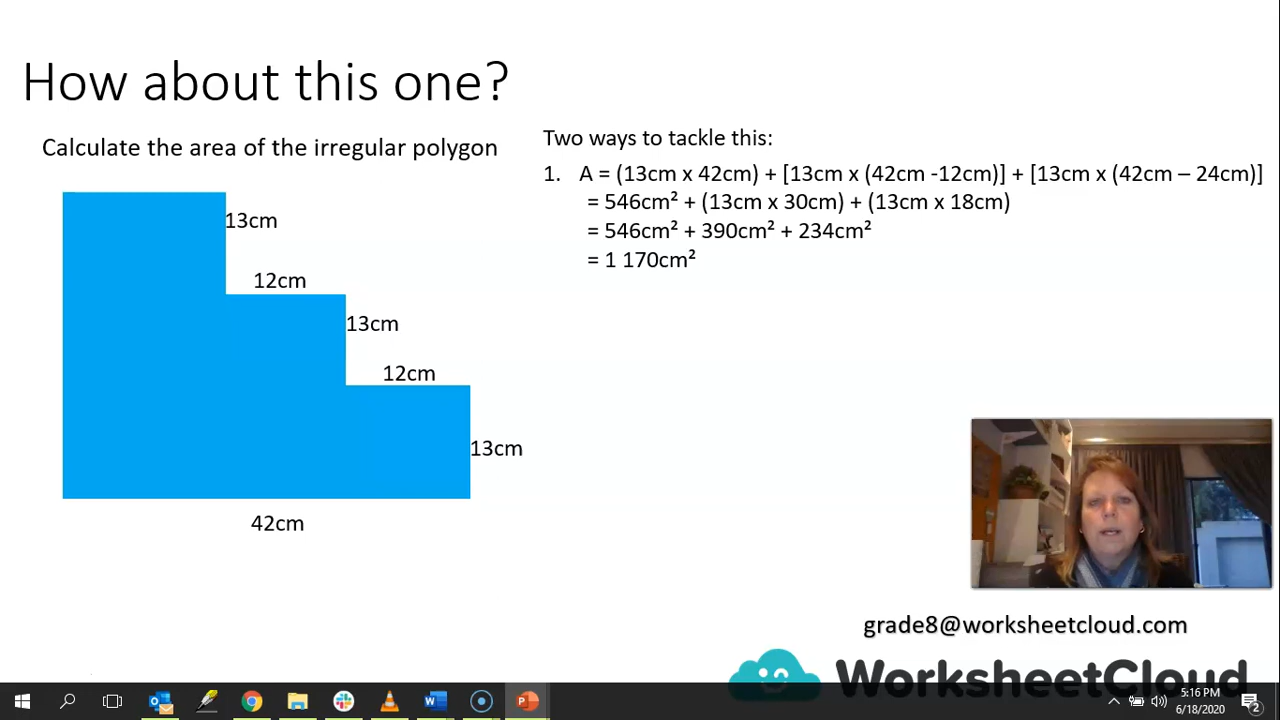 How about this one?
Calculate the area of the irregular polygon
13cm
12cm
13cm
12cm
13cm
42cm
Two ways to tackle this:
1. A = (13cm x 42cm) + [13cm x (42cm -12cm)] + [13cm x (42cm – 24cm)]
= 546cm² + (13cm x 30cm) + (13cm x 18cm)
= 546cm² + 390cm² + 234cm²
= 1 170cm²
grade8@worksheetcloud.com
WorksheetCloud
5:16 PM
6/18/2020
2